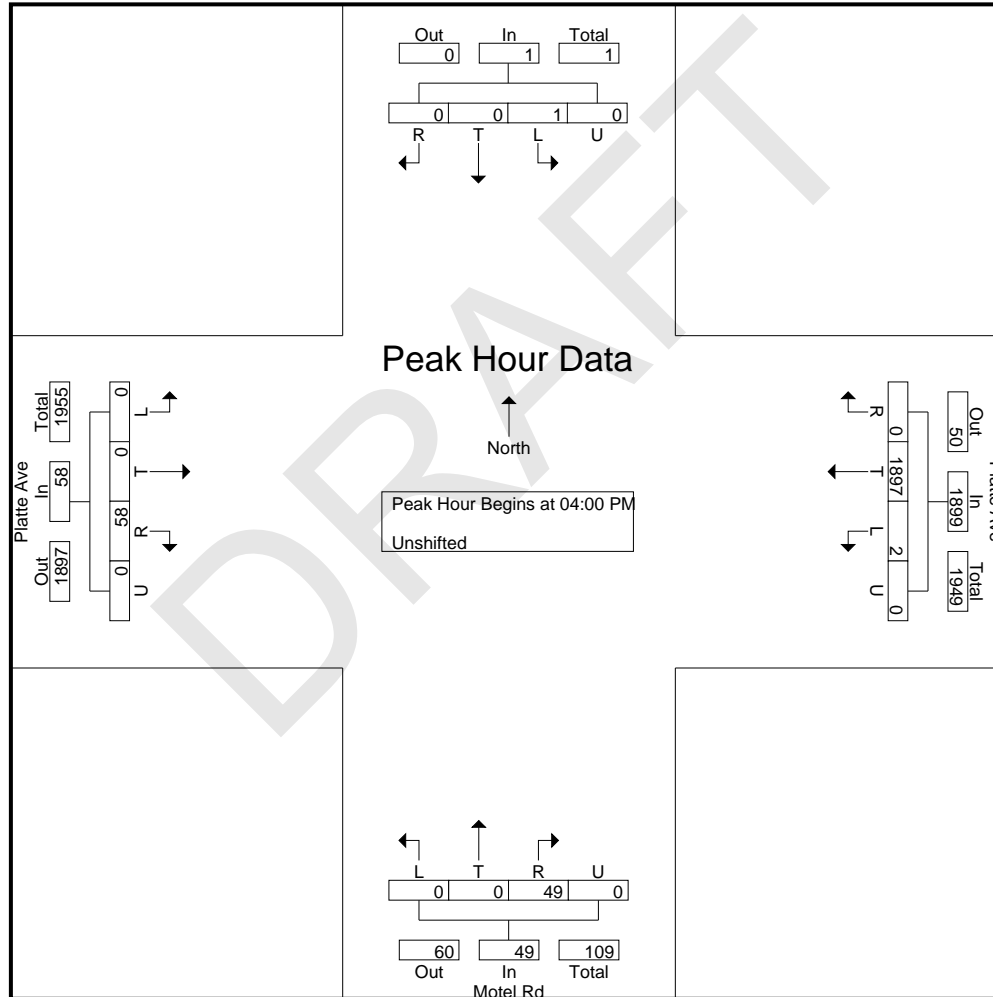 Out In Total
0 1 1
0 0 1 0
R T L U
Peak Hour Data
North
Peak Hour Begins at 04:00 PM
Unshifted
Platte Ave
Out In Total
1897 58 1955
0 0 58 0
L T R U
Out In Total
50 1899 1949
0 1897 2 0
R T L U
L T R U
0 0 49 0
60 49 109
Out In Total
Motel Rd
DRAFT